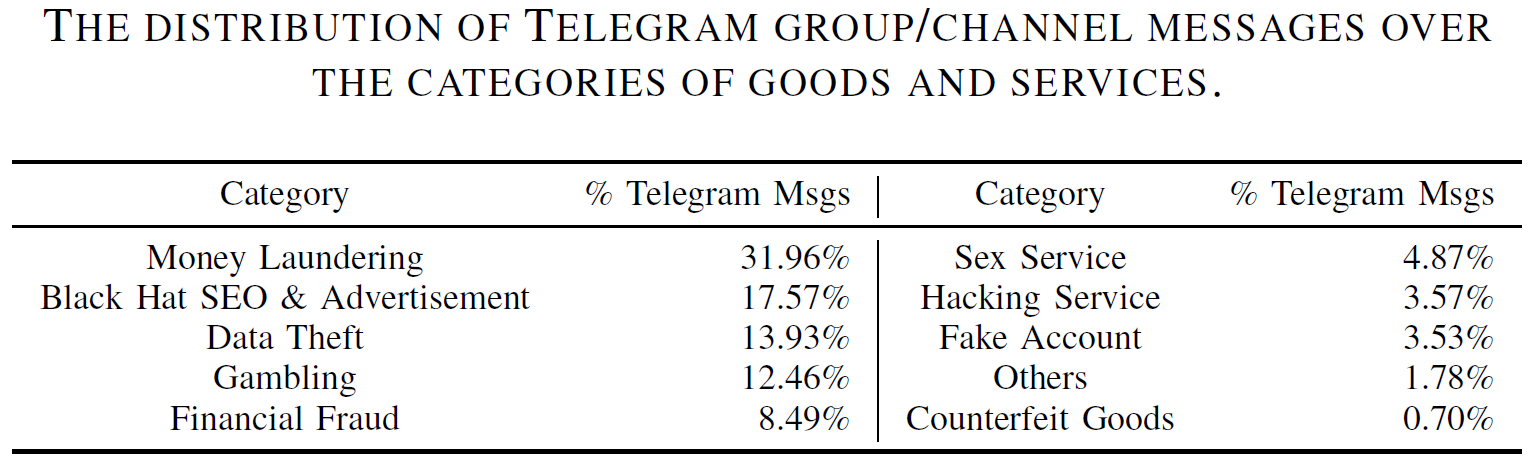 THE DISTRIBUTION OF TELEGRAM GROUP/CHANNEL MESSAGES OVER
THE CATEGORIES OF GOODS AND SERVICES.
Category % Telegram Msgs Category % Telegram Msgs
Money Laundering 31.96% Sex Service 4.87%
Black Hat SEO & Advertisement 17.57% Hacking Service 3.57%
Data Theft 13.93% Fake Account 3.53%
Gambling 12.46% Others 1.78%
Financial Fraud 8.49% Counterfeit Goods 0.70%